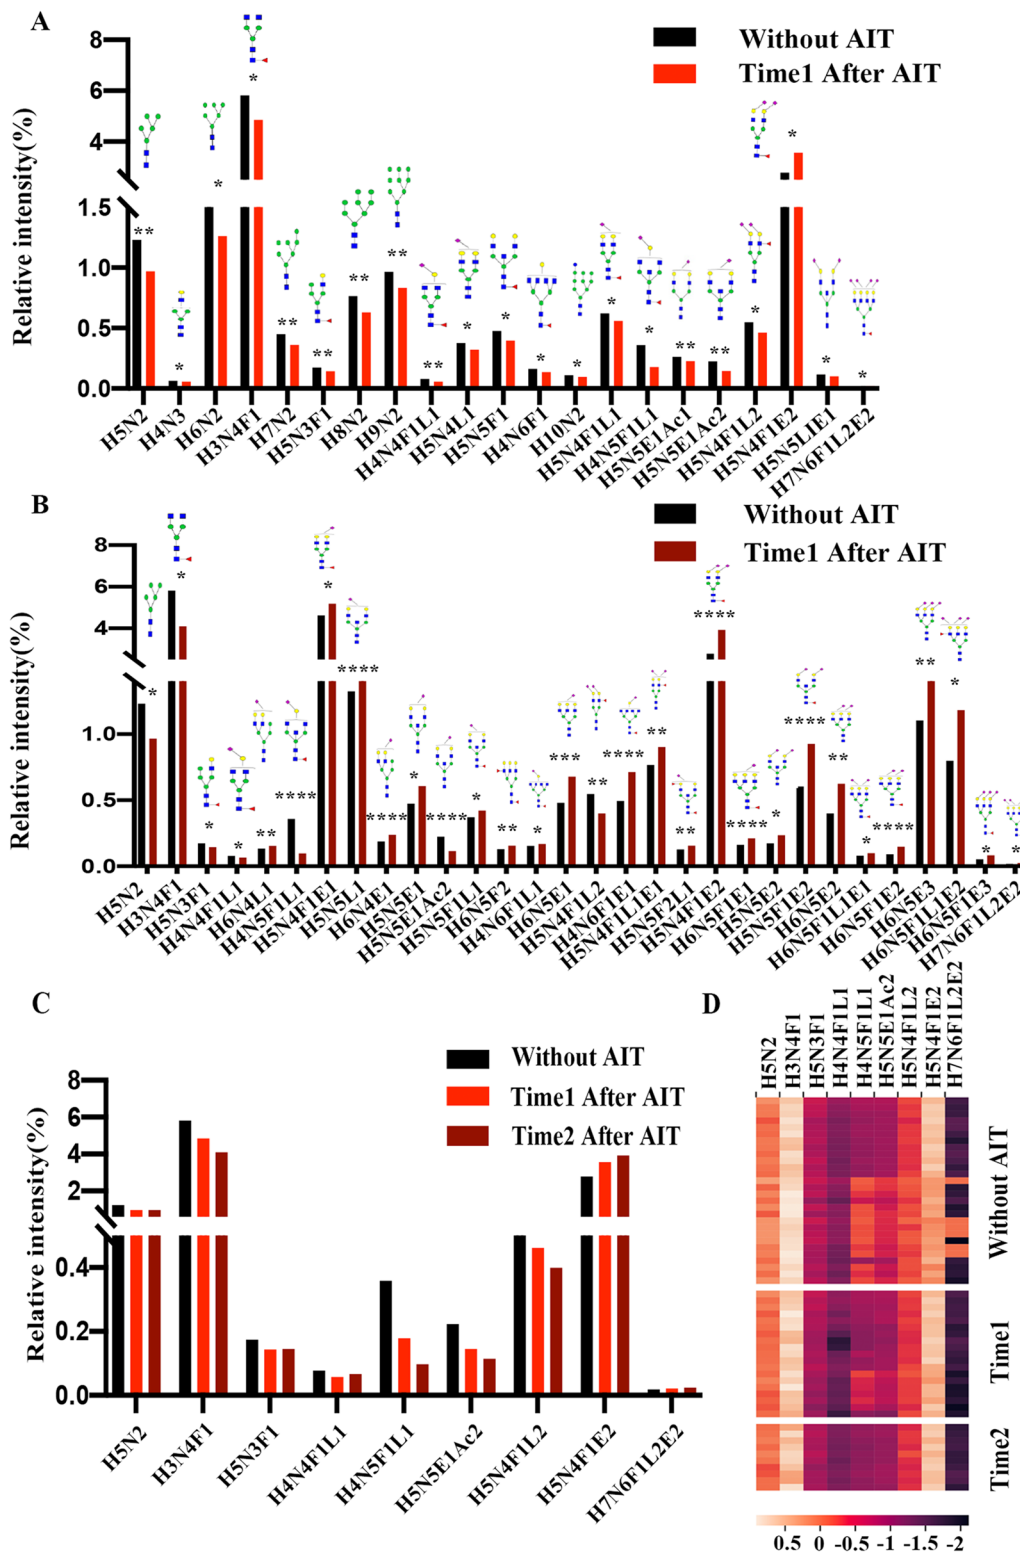 A
Without AIT
Time1 After AIT
Relative intensity(%)
8
6
4
1.5
1.0
0.5
0.0
* * ** * * ** ** ** ** ** * * * * * * ** ** * * * *
H5N2
H4N3
H6N2
H3N4F1
H7N2
H5N3F1
H8N2
H9N2
H4N4F1L1
H5N4L1
H5N5F1
H4N6F1
H10N2
H5N4F1L1
H4N5F1L1
H5N5E1Ac1
H5N5E1Ac2
H5N4F1L2
H5N4F1E2
H5N5L1E1
H7N6F1L2E2
B
Without AIT
Time1 After AIT
Relative intensity(%)
8
6
4
1.0
0.5
0.0
H5N2
H3N4F1
H5N3F1
H4N4F1L1
H6N4L1
H4N5F1L1
H5N4F1E1
H5N5L1
H6N4E1
H5N5E1
H5N5E1Ac2
H5N5F1L1
H6N5F2
H4N6F1L1
H6N5E1
H5N4F1L2
H4N6F1E1
H5N4F1L1E1
H5N5F2L1
H5N4F1E2
H6N5F1E1
H5N5E2
H5N5F1E2
H6N5E2
H6N5F1L1E1
H6N5F1E2
H6N5E3
H6N5F1L1E2
H6N5F1E3
H7N6F1L2E2
C
Without AIT
Time1 After AIT
Time2 After AIT
Relative intensity(%)
8
6
4
2
0.4
0.2
0.0
H5N2
H3N4F1
H5N3F1
H4N4F1L1
H4N5F1L1
H5N5E1Ac2
H5N4F1L2
H5N4F1E2
H7N6F1L2E2
D
H5N2
H3N4F1
H5N3F1
H4N4F1L1
H4N5F1L1
H5N5E1Ac2
H5N4F1L2
H5N4F1E2
H7N6F1L2E2
Without AIT
Time1
Time2
0.5 0 -0.5 -1 -1.5 -2